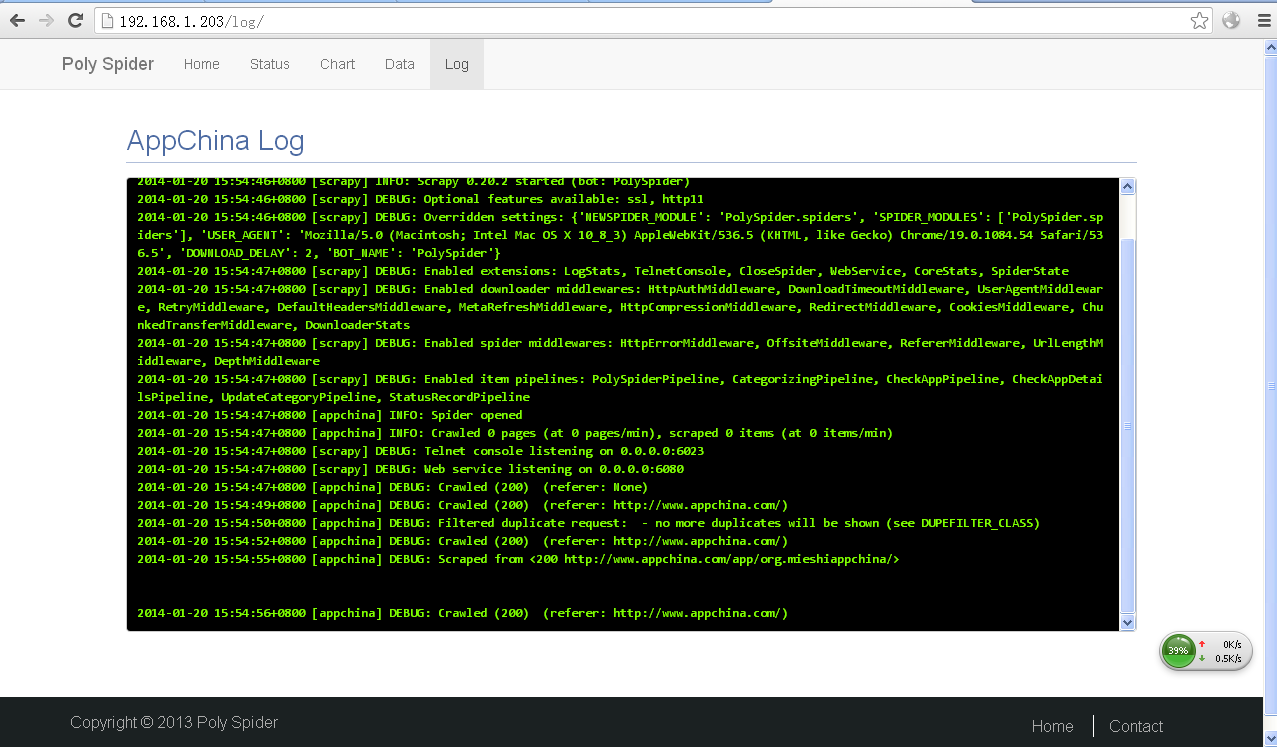 192.168.1.203/log/
Poly Spider Home Status Chart Data Log
AppChina Log
2014-01-20 15:54:46+0800 [scrapy] INFO: Scrapy 0.20.2 started (bot: PolySpider)
2014-01-20 15:54:46+0800 [scrapy] DEBUG: Optional features available: ssl, http11
2014-01-20 15:54:46+0800 [scrapy] DEBUG: Overridden settings: {'NEWSPIDER_MODULE': 'PolySpider.spiders', 'SPIDER_MODULES': ['PolySpider.sp
iders'], 'USER_AGENT': 'Mozilla/5.0 (Macintosh; Intel Mac OS X 10_8_3) AppleWebKit/536.5 (KHTML, like Gecko) Chrome/19.0.1084.54 Safari/53
6.5', 'DOWNLOAD_DELAY': 2, 'BOT_NAME': 'PolySpider'}
2014-01-20 15:54:47+0800 [scrapy] DEBUG: Enabled extensions: LogStats, TelnetConsole, CloseSpider, WebService, CoreStats, SpiderState
2014-01-20 15:54:47+0800 [scrapy] DEBUG: Enabled downloader middlewares: HttpAuthMiddleware, DownloadTimeoutMiddleware, UserAgentMiddlewar
e, RetryMiddleware, DefaultHeadersMiddleware, MetaRefreshMiddleware, HttpCompressionMiddleware, RedirectMiddleware, CookiesMiddleware, Chu
nkedTransferMiddleware, DownloaderStats
2014-01-20 15:54:47+0800 [scrapy] DEBUG: Enabled spider middlewares: HttpErrorMiddleware, OffsiteMiddleware, RefererMiddleware, UrlLengthM
iddleware, DepthMiddleware
2014-01-20 15:54:47+0800 [scrapy] DEBUG: Enabled item pipelines: PolySpiderPipeline, CategorizingPipeline, CheckAppPipeline, CheckAppDetai
lsPipeline, UpdateCategoryPipeline, StatusRecordPipeline
2014-01-20 15:54:47+0800 [appchina] INFO: Spider opened
2014-01-20 15:54:47+0800 [appchina] INFO: Crawled 0 pages (at 0 pages/min), scraped 0 items (at 0 items/min)
2014-01-20 15:54:47+0800 [scrapy] DEBUG: Telnet console listening on 0.0.0.0:6023
2014-01-20 15:54:47+0800 [scrapy] DEBUG: Web service listening on 0.0.0.0:6080
2014-01-20 15:54:47+0800 [appchina] DEBUG: Crawled (200)  (referer: None)
2014-01-20 15:54:49+0800 [appchina] DEBUG: Crawled (200)  (referer: http://www.appchina.com/)
2014-01-20 15:54:50+0800 [appchina] DEBUG: Filtered duplicate request:  - no more duplicates will be shown (see DUPEFILTER_CLASS)
2014-01-20 15:54:52+0800 [appchina] DEBUG: Crawled (200)  (referer: http://www.appchina.com/)
2014-01-20 15:54:55+0800 [appchina] DEBUG: Scraped from <200 http://www.appchina.com/app/org.mieshiappchina/>
2014-01-20 15:54:56+0800 [appchina] DEBUG: Crawled (200)  (referer: http://www.appchina.com/)
39% 0K/s
0.5K/s
Copyright © 2013 Poly Spider
Home Contact